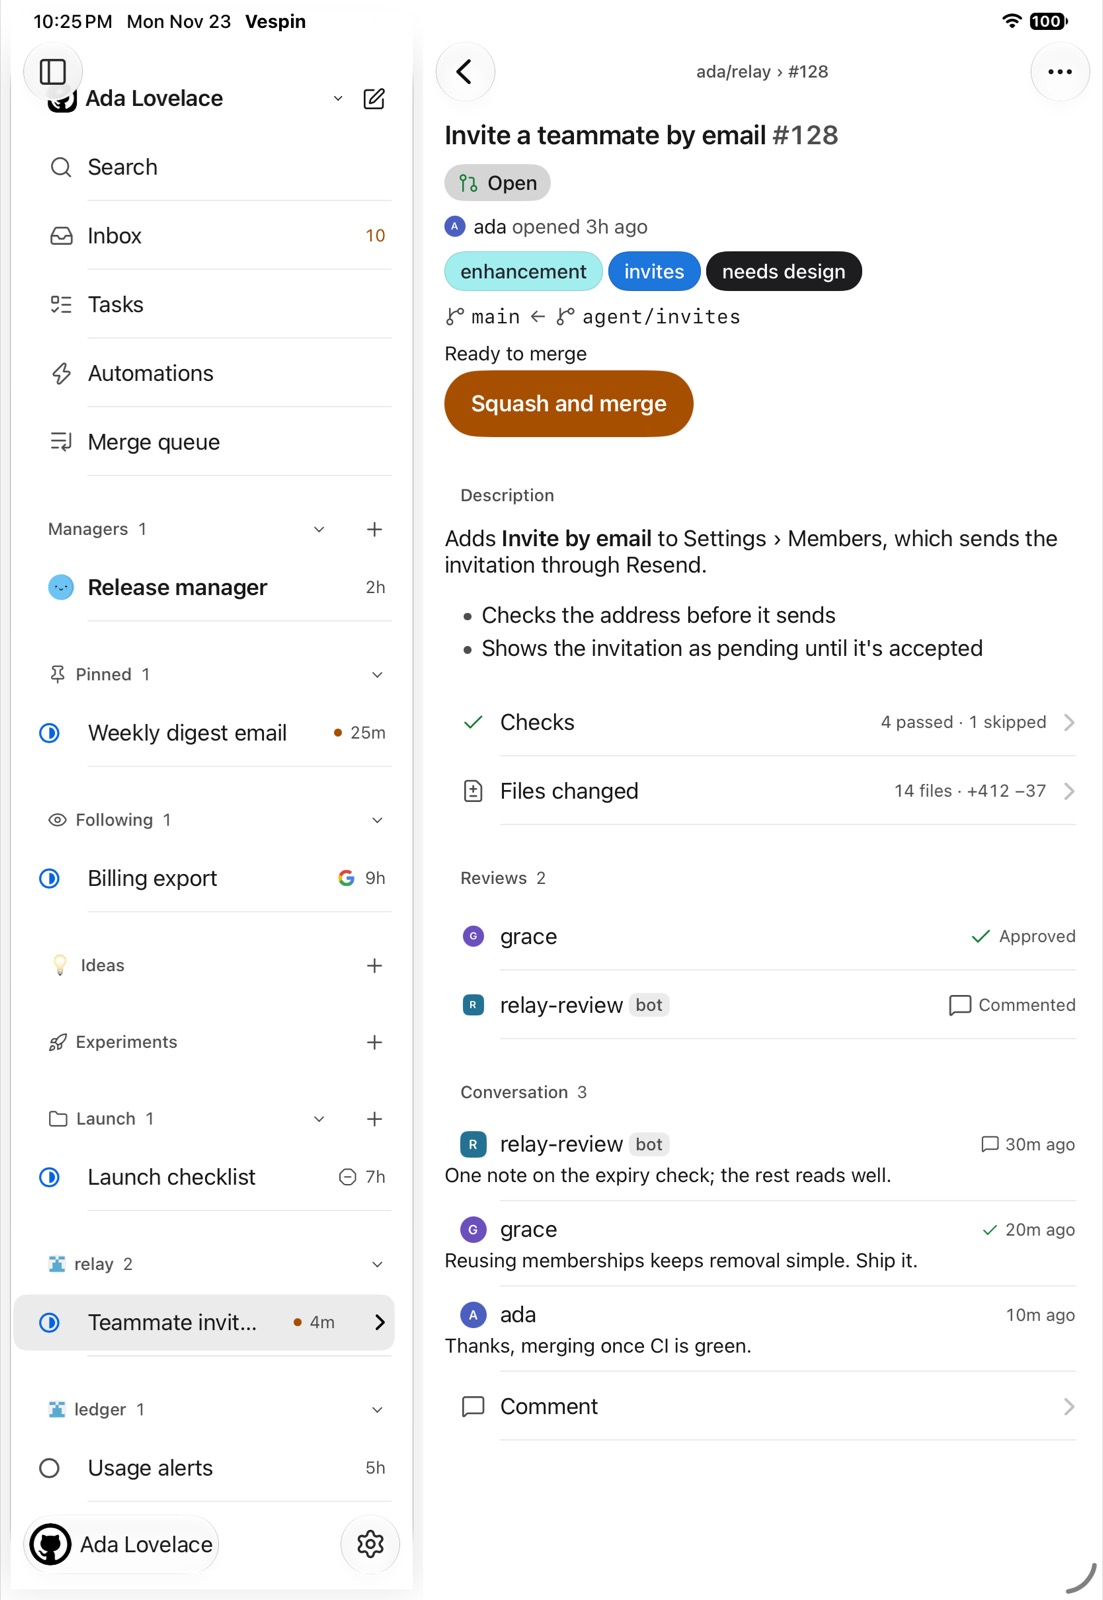 10:25 PM Mon Nov 23 Vespin
100
Ada Lovelace
Search
Inbox 10
Tasks
Automations
Merge queue
Managers 1
Release manager 2h
Pinned 1
Weekly digest email 25m
Following 1
Billing export 9h
Ideas
Experiments
Launch 1
Launch checklist 7h
relay 2
Teammate invit... 4m
ledger 1
Usage alerts 5h
Ada Lovelace
ada/relay › #128
Invite a teammate by email #128
Open
A ada opened 3h ago
enhancement invites needs design
main ← agent/invites
Ready to merge
Squash and merge
Description
Adds Invite by email to Settings › Members, which sends the
invitation through Resend.
• Checks the address before it sends
• Shows the invitation as pending until it's accepted
Checks 4 passed · 1 skipped
Files changed 14 files · +412 −37
Reviews 2
G grace Approved
R relay-review bot Commented
Conversation 3
R relay-review bot 30m ago
One note on the expiry check; the rest reads well.
G grace 20m ago
Reusing memberships keeps removal simple. Ship it.
A ada 10m ago
Thanks, merging once CI is green.
Comment